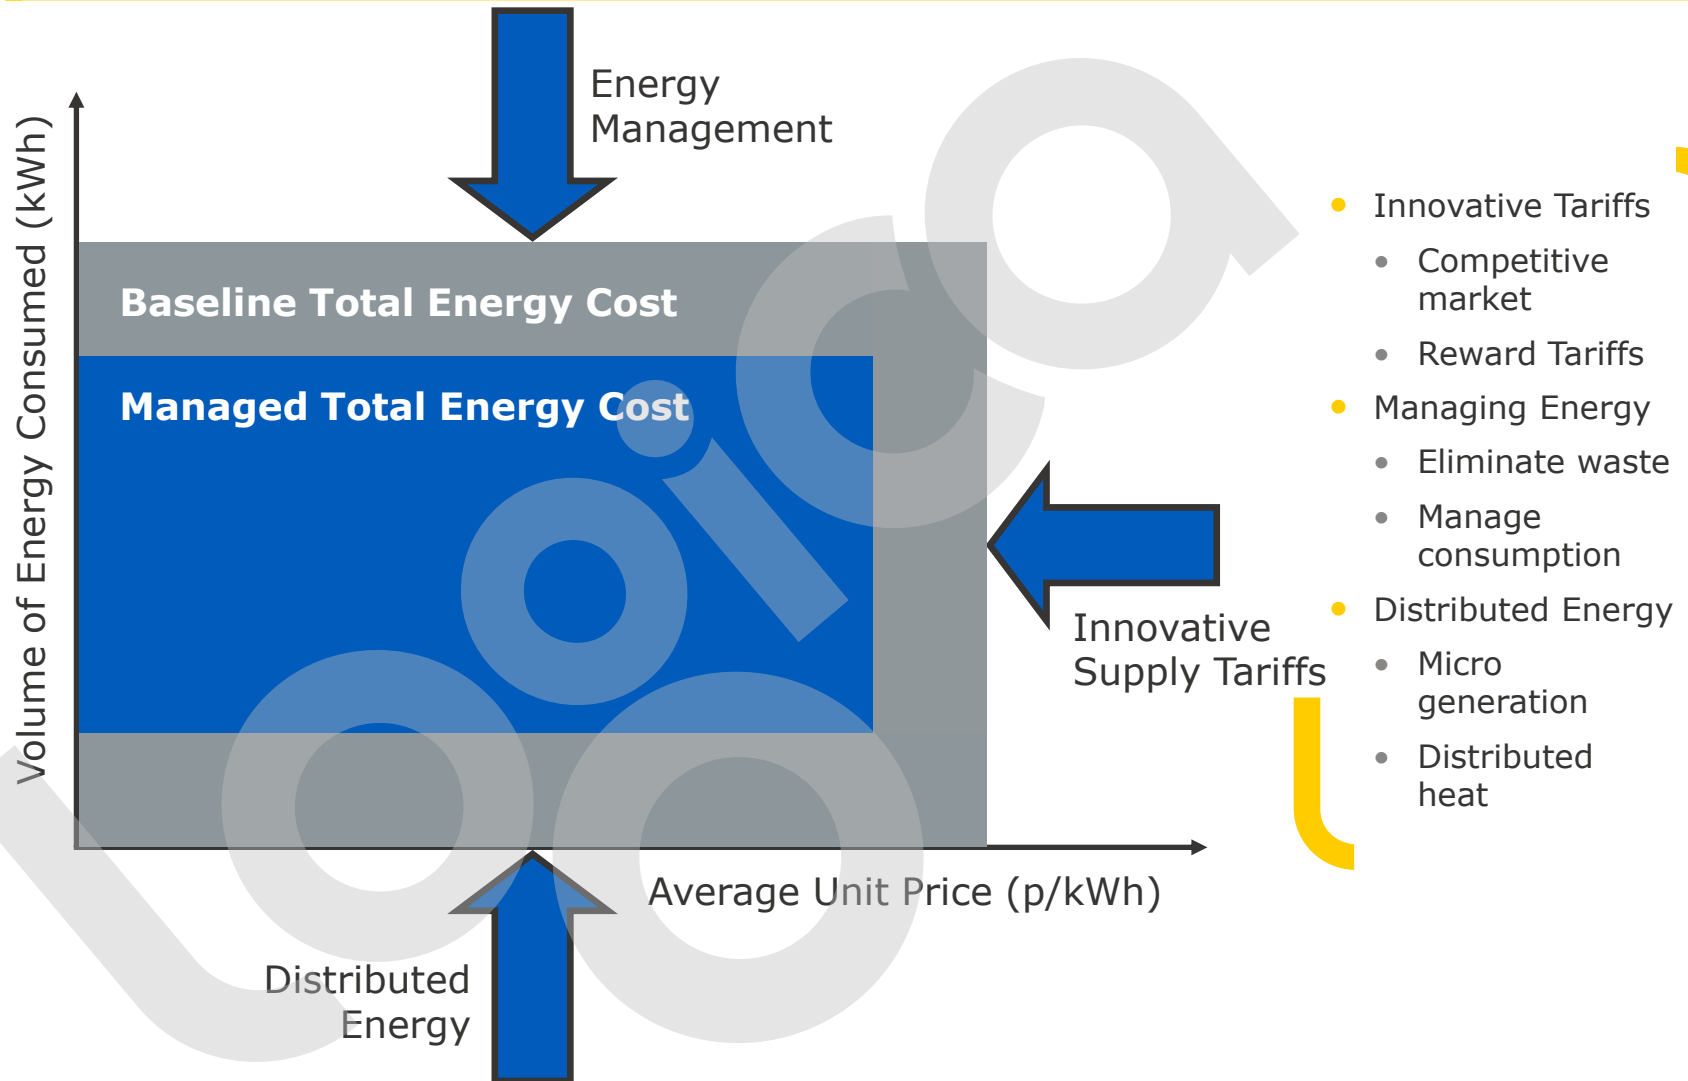 Energy
Management
Volume of Energy Consumed (kWh)
Baseline Total Energy Cost
Managed Total Energy Cost
Innovative
Supply Tariffs
Average Unit Price (p/kWh)
Distributed
Energy
Innovative Tariffs
Competitive
market
Reward Tariffs
Managing Energy
Eliminate waste
Manage
consumption
Distributed Energy
Micro
generation
Distributed
heat